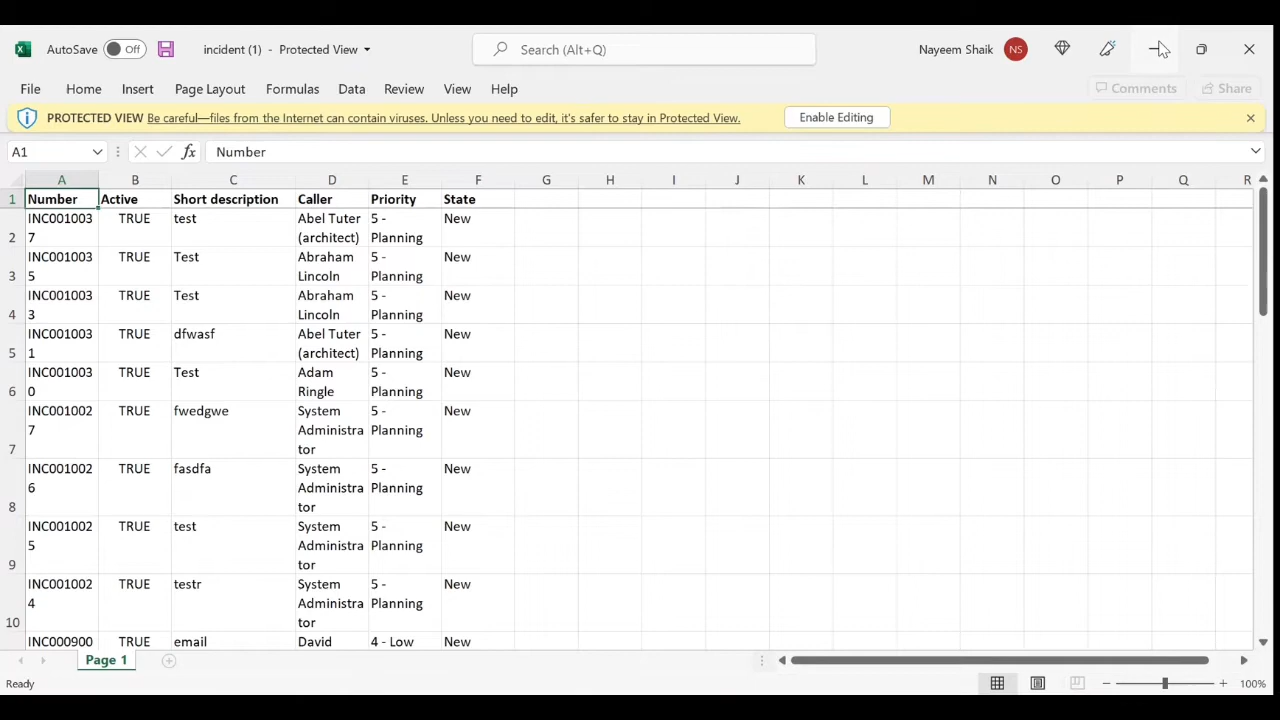 AutoSave Off incident (1) - Protected View Search (Alt+Q) Nayeem Shaik NS
File Home Insert Page Layout Formulas Data Review View Help Comments Share
PROTECTED VIEW Be careful—files from the Internet can contain viruses. Unless you need to edit, it's safer to stay in Protected View. Enable Editing
A1 fx Number
A B C D E F G H I J K L M N O P Q R
1 Number Active Short description Caller Priority State
INC001003 TRUE test Abel Tuter 5 - New
2 7 (architect) Planning
INC001003 TRUE Test Abraham 5 - New
3 5 Lincoln Planning
INC001003 TRUE Test Abraham 5 - New
4 3 Lincoln Planning
INC001003 TRUE dfwasf Abel Tuter 5 - New
5 1 (architect) Planning
INC001003 TRUE Test Adam 5 - New
6 0 Ringle Planning
INC001002 TRUE fwedgwe System 5 - New
7 Administra Planning
7 tor
INC001002 TRUE fasdfa System 5 - New
6 Administra Planning
8 tor
INC001002 TRUE test System 5 - New
5 Administra Planning
9 tor
INC001002 TRUE testr System 5 - New
4 Administra Planning
10 tor
INC000900 TRUE email David 4 - Low New
Page 1
Ready 100%